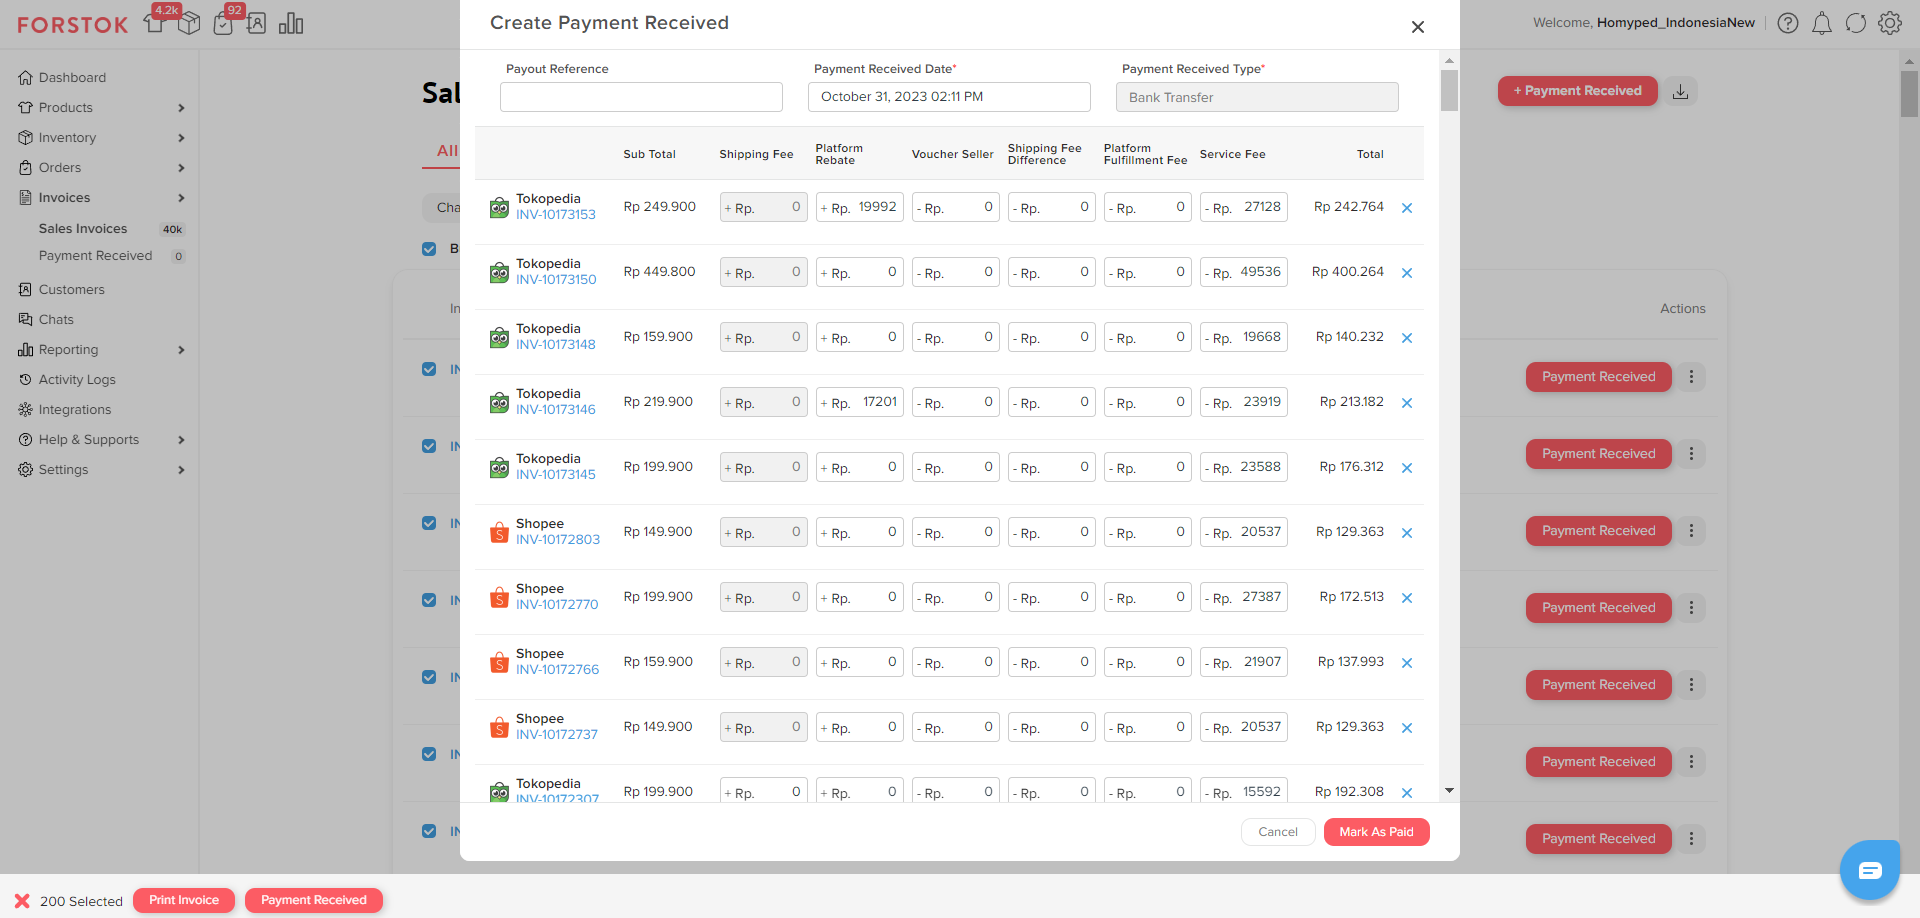 FORSTOK
4.2k
92
Welcome, Homyped_IndonesiaNew
Dashboard
Products
Inventory
Orders
Invoices
Sales Invoices 40k
Payment Received 0
Customers
Chats
Reporting
Activity Logs
Integrations
Help & Supports
Settings
Sal
All
Cha
B
In
+ Payment Received
Actions
Create Payment Received
Payout Reference
Payment Received Date*
October 31, 2023 02:11 PM
Payment Received Type*
Bank Transfer
Sub Total Shipping Fee Platform Rebate Voucher Seller Shipping Fee Difference Platform Fulfillment Fee Service Fee Total
Tokopedia
INV-10173153 Rp 249.900 + Rp. 0 + Rp. 19992 - Rp. 0 - Rp. 0 - Rp. 0 - Rp. 27128 Rp 242.764
Tokopedia
INV-10173150 Rp 449.800 + Rp. 0 + Rp. 0 - Rp. 0 - Rp. 0 - Rp. 0 - Rp. 49536 Rp 400.264
Tokopedia
INV-10173148 Rp 159.900 + Rp. 0 + Rp. 0 - Rp. 0 - Rp. 0 - Rp. 0 - Rp. 19668 Rp 140.232
Tokopedia
INV-10173146 Rp 219.900 + Rp. 0 + Rp. 17201 - Rp. 0 - Rp. 0 - Rp. 0 - Rp. 23919 Rp 213.182
Tokopedia
INV-10173145 Rp 199.900 + Rp. 0 + Rp. 0 - Rp. 0 - Rp. 0 - Rp. 0 - Rp. 23588 Rp 176.312
Shopee
INV-10172803 Rp 149.900 + Rp. 0 + Rp. 0 - Rp. 0 - Rp. 0 - Rp. 0 - Rp. 20537 Rp 129.363
Shopee
INV-10172770 Rp 199.900 + Rp. 0 + Rp. 0 - Rp. 0 - Rp. 0 - Rp. 0 - Rp. 27387 Rp 172.513
Shopee
INV-10172766 Rp 159.900 + Rp. 0 + Rp. 0 - Rp. 0 - Rp. 0 - Rp. 0 - Rp. 21907 Rp 137.993
Shopee
INV-10172737 Rp 149.900 + Rp. 0 + Rp. 0 - Rp. 0 - Rp. 0 - Rp. 0 - Rp. 20537 Rp 129.363
Tokopedia
INV-10172307 Rp 199.900 + Rp. 0 + Rp. 0 - Rp. 0 - Rp. 0 - Rp. 0 - Rp. 15592 Rp 192.308
Cancel
Mark As Paid
IN Payment Received
IN Payment Received
IN Payment Received
IN Payment Received
IN Payment Received
IN Payment Received
IN Payment Received
200 Selected
Print Invoice
Payment Received